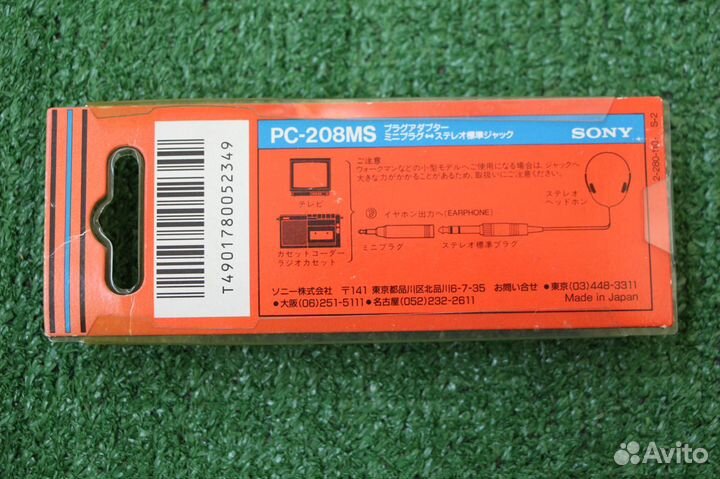 T4901780052349
PC-208MS
プラグアダプター
ミニプラグ↔ステレオ標準ジャック
SONY
ご注意
ウォークマンなどの小型モデルへご使用になる場合は、ジャックへ
大きな力がかかることがあるため、取扱いにご注意ください。
テレビ
カセットコーダー
ラジオカセット
イヤホン出力へ(EARPHONE)
ミニプラグ
ステレオ標準プラグ
ステレオ
ヘッドホン
ソニー株式会社 〒141 東京都品川区北品川6-7-35 お問い合せ ●東京(03)448-3311
●大阪(06)251-5111 ●名古屋(052)232-2611
Made in Japan
S-2
Avito